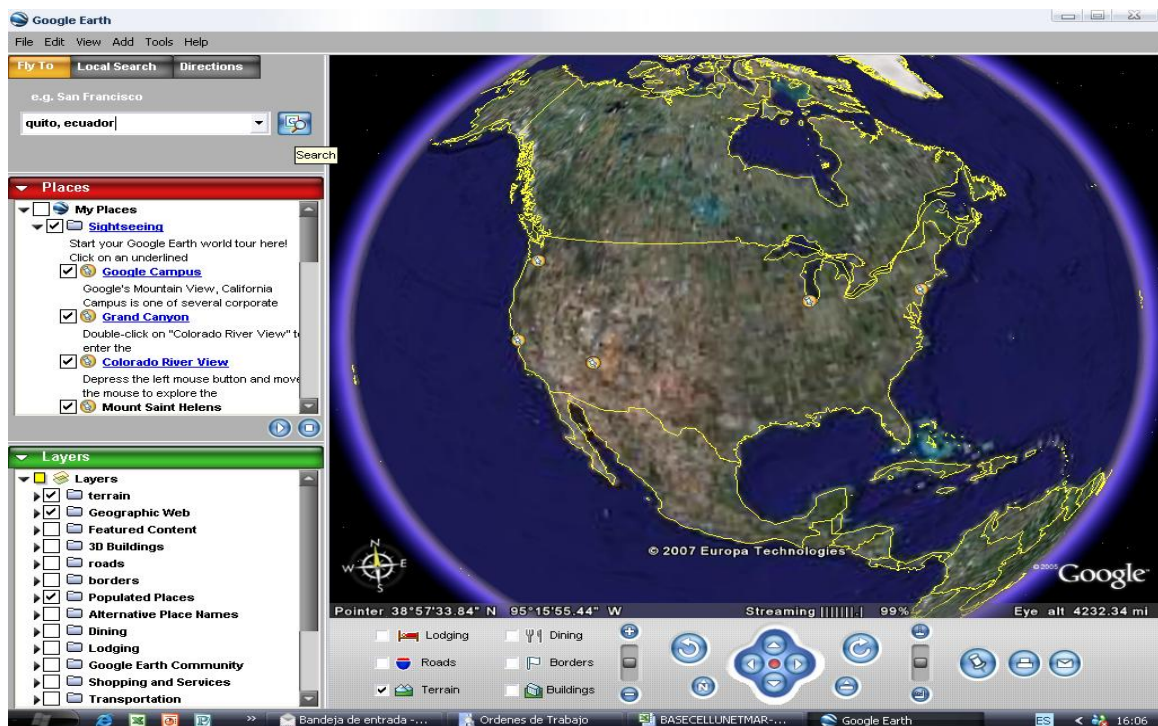 Google Earth
File Edit View Add Tools Help
Fly To Local Search Directions
e.g. San Francisco
quito, ecuador
Search
Places
My Places
Sightseeing
Start your Google Earth world tour here!
Click on an underlined
Google Campus
Google's Mountain View, California
Campus is one of several corporate
Grand Canyon
Double-click on "Colorado River View" to
enter the
Colorado River View
Depress the left mouse button and move
the mouse to explore the
Mount Saint Helens
Layers
Layers
terrain
Geographic Web
Featured Content
3D Buildings
roads
borders
Populated Places
Alternative Place Names
Dining
Lodging
Google Earth Community
Shopping and Services
Transportation
N
W E
S
© 2007 Europa Technologies
©2005 Google
Pointer 38°57'33.84" N 95°15'55.44" W Streaming |||||||.| 99% Eye alt 4232.34 mi
Lodging Dining
Roads Borders
Terrain Buildings
N
» Bandeja de entrada -... Ordenes de Trabajo BASECELLUNETMAR-... Google Earth ES < 16:06